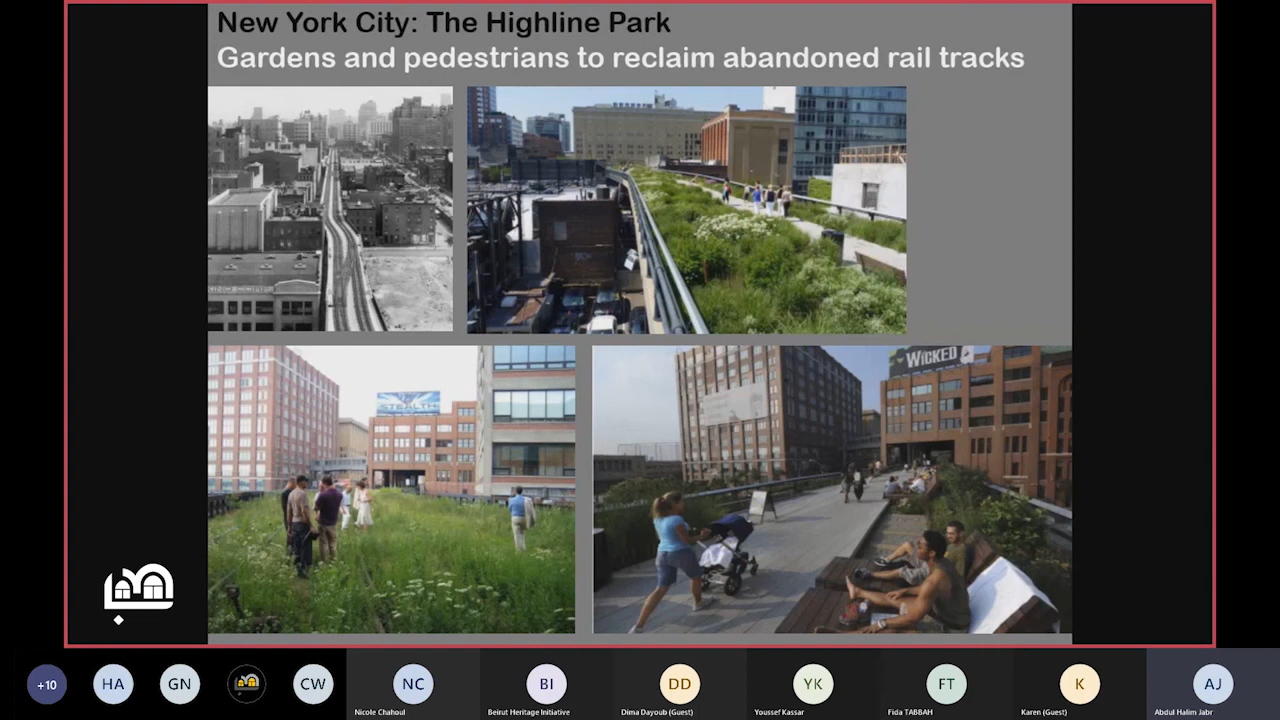 New York City: The Highline Park
Gardens and pedestrians to reclaim abandoned rail tracks
STEALTH
WICKED
+10
HA
GN
CW
NC
BI
DD
YK
FT
K
AJ
Nicole Chahoul
Beirut Heritage Initiative
Dima Dayoub (Guest)
Youssef Kassar
Fida TABBAH
Karen (Guest)
Abdul Halim Jabr